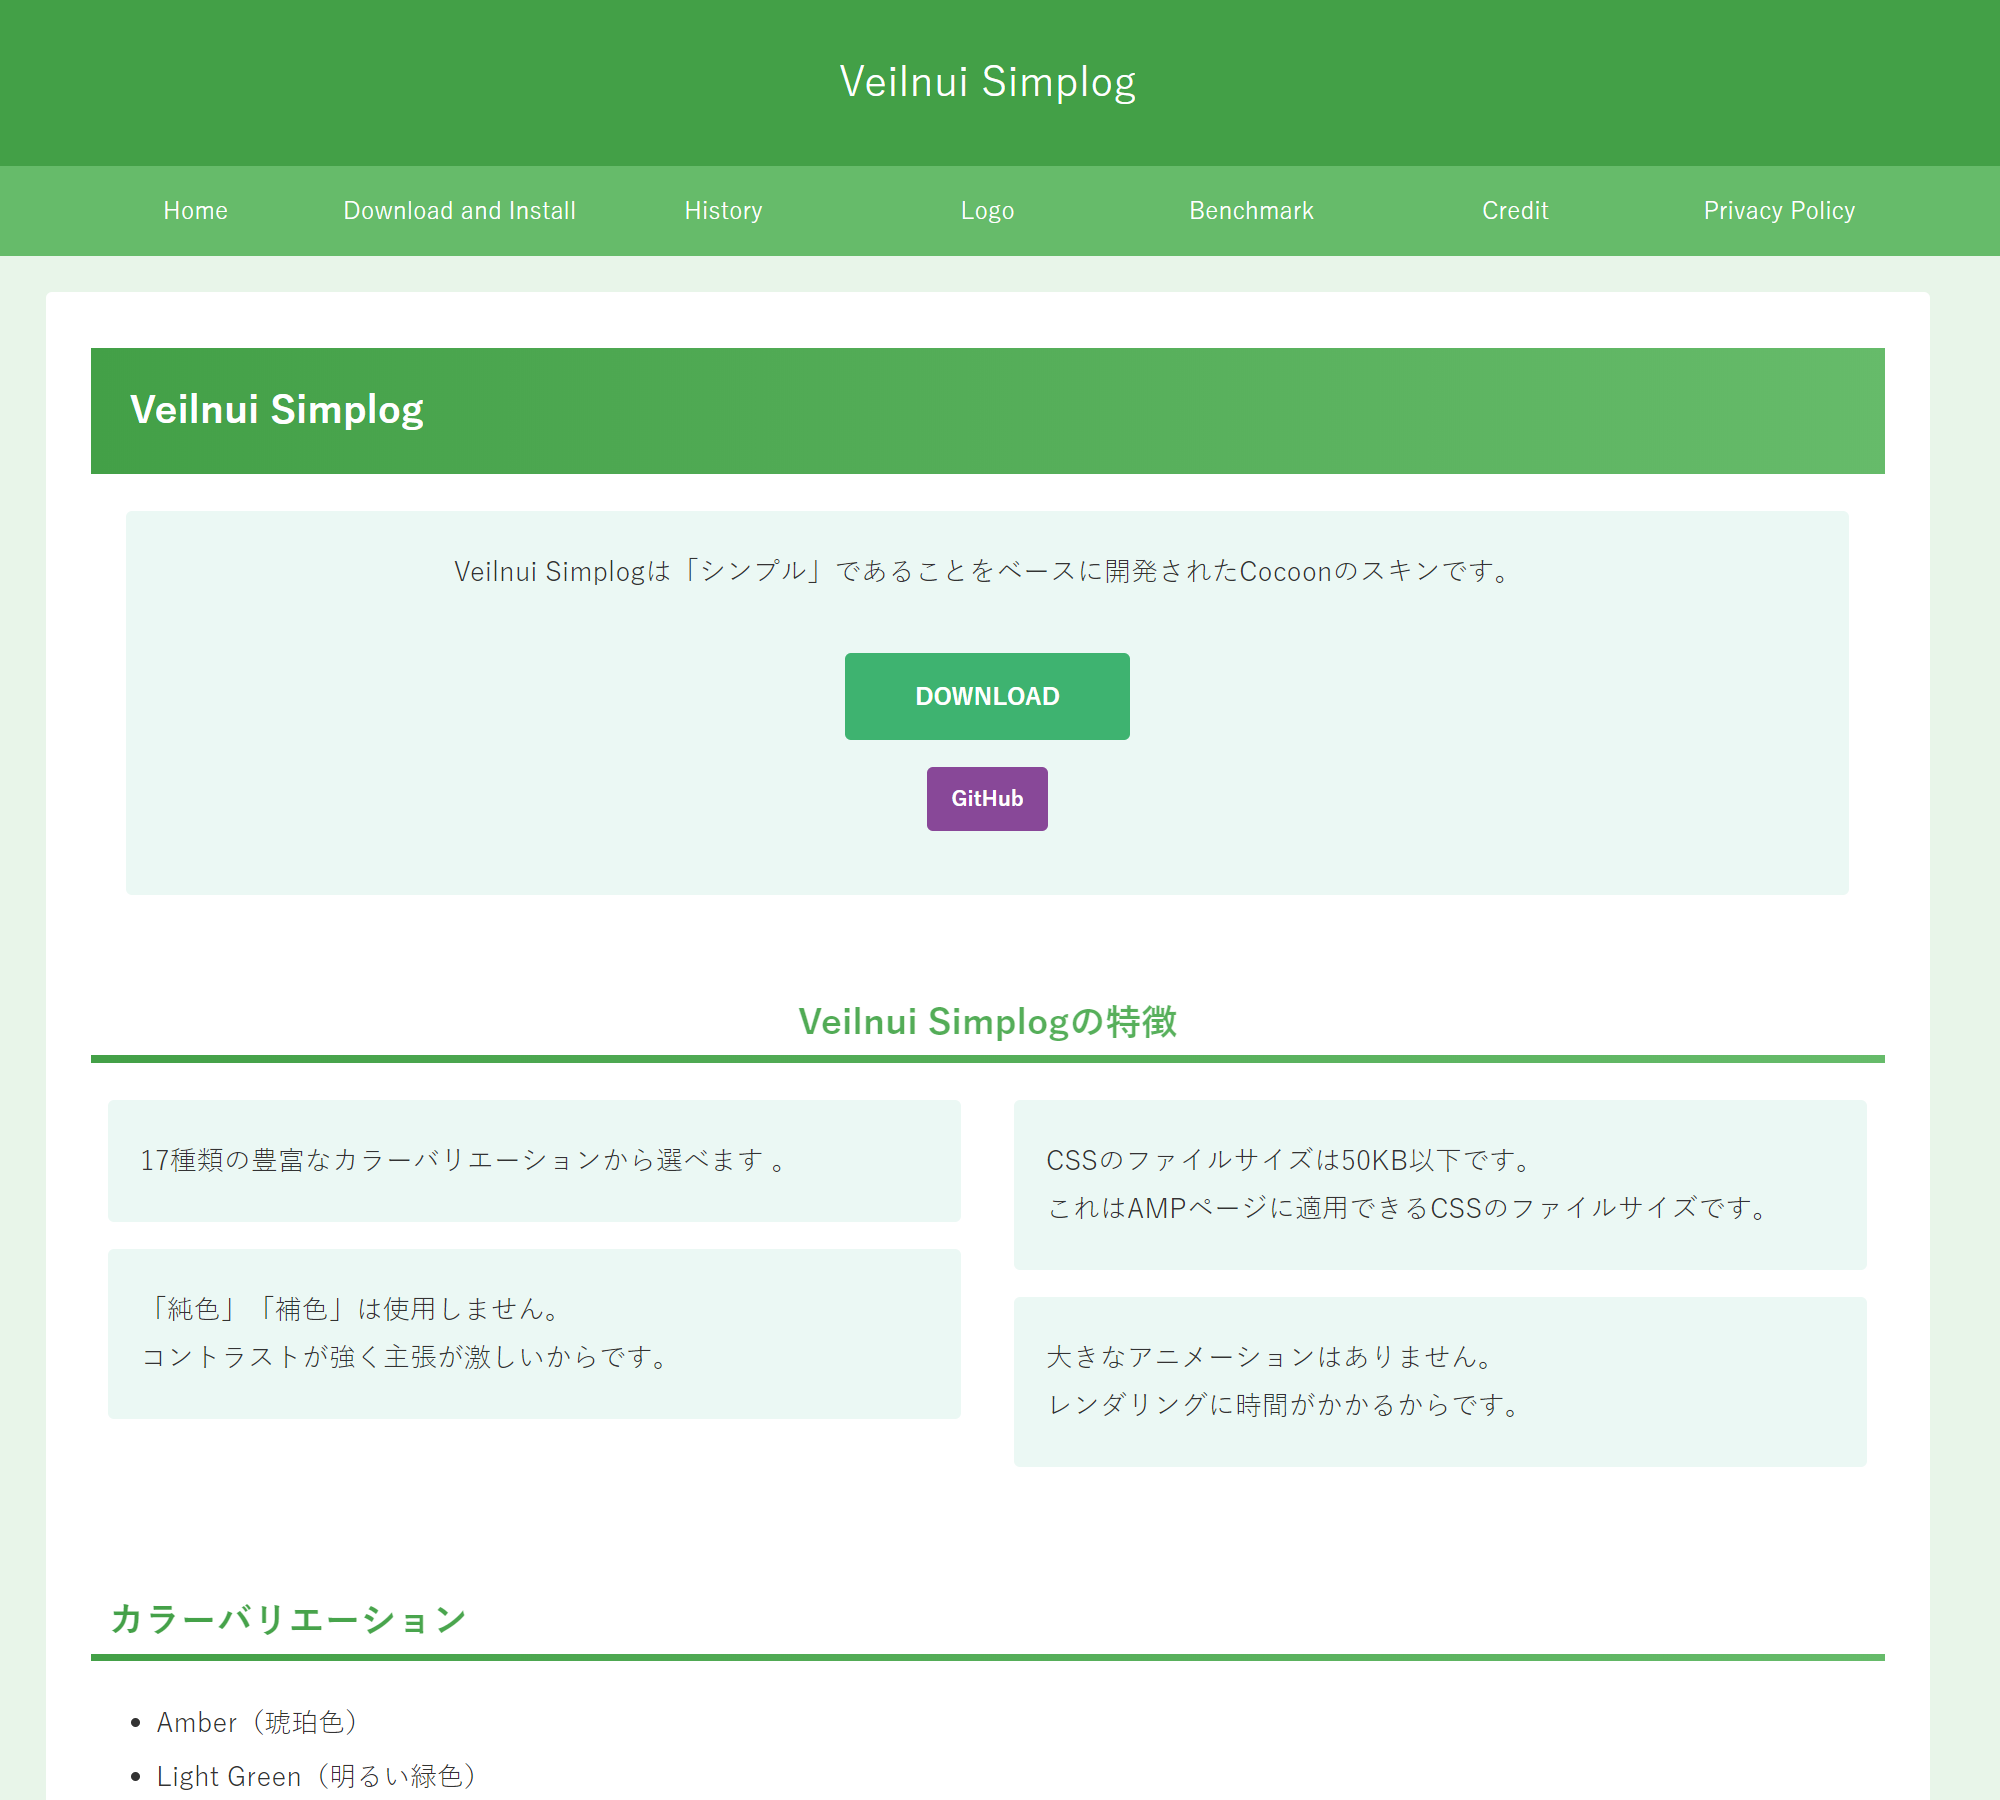 Veilnui Simplog
Home
Download and Install
History
Logo
Benchmark
Credit
Privacy Policy
Veilnui Simplog
Veilnui Simplogは「シンプル」であることをベースに開発されたCocoonのスキンです。
DOWNLOAD
GitHub
Veilnui Simplogの特徴
17種類の豊富なカラーバリエーションから選べます 。
「純色」「補色」は使用しません。
コントラストが強く主張が激しいからです。
CSSのファイルサイズは50KB以下です。
これはAMPページに適用できるCSSのファイルサイズです。
大きなアニメーションはありません。
レンダリングに時間がかかるからです。
カラーバリエーション
• Amber（琥珀色）
• Light Green（明るい緑色）